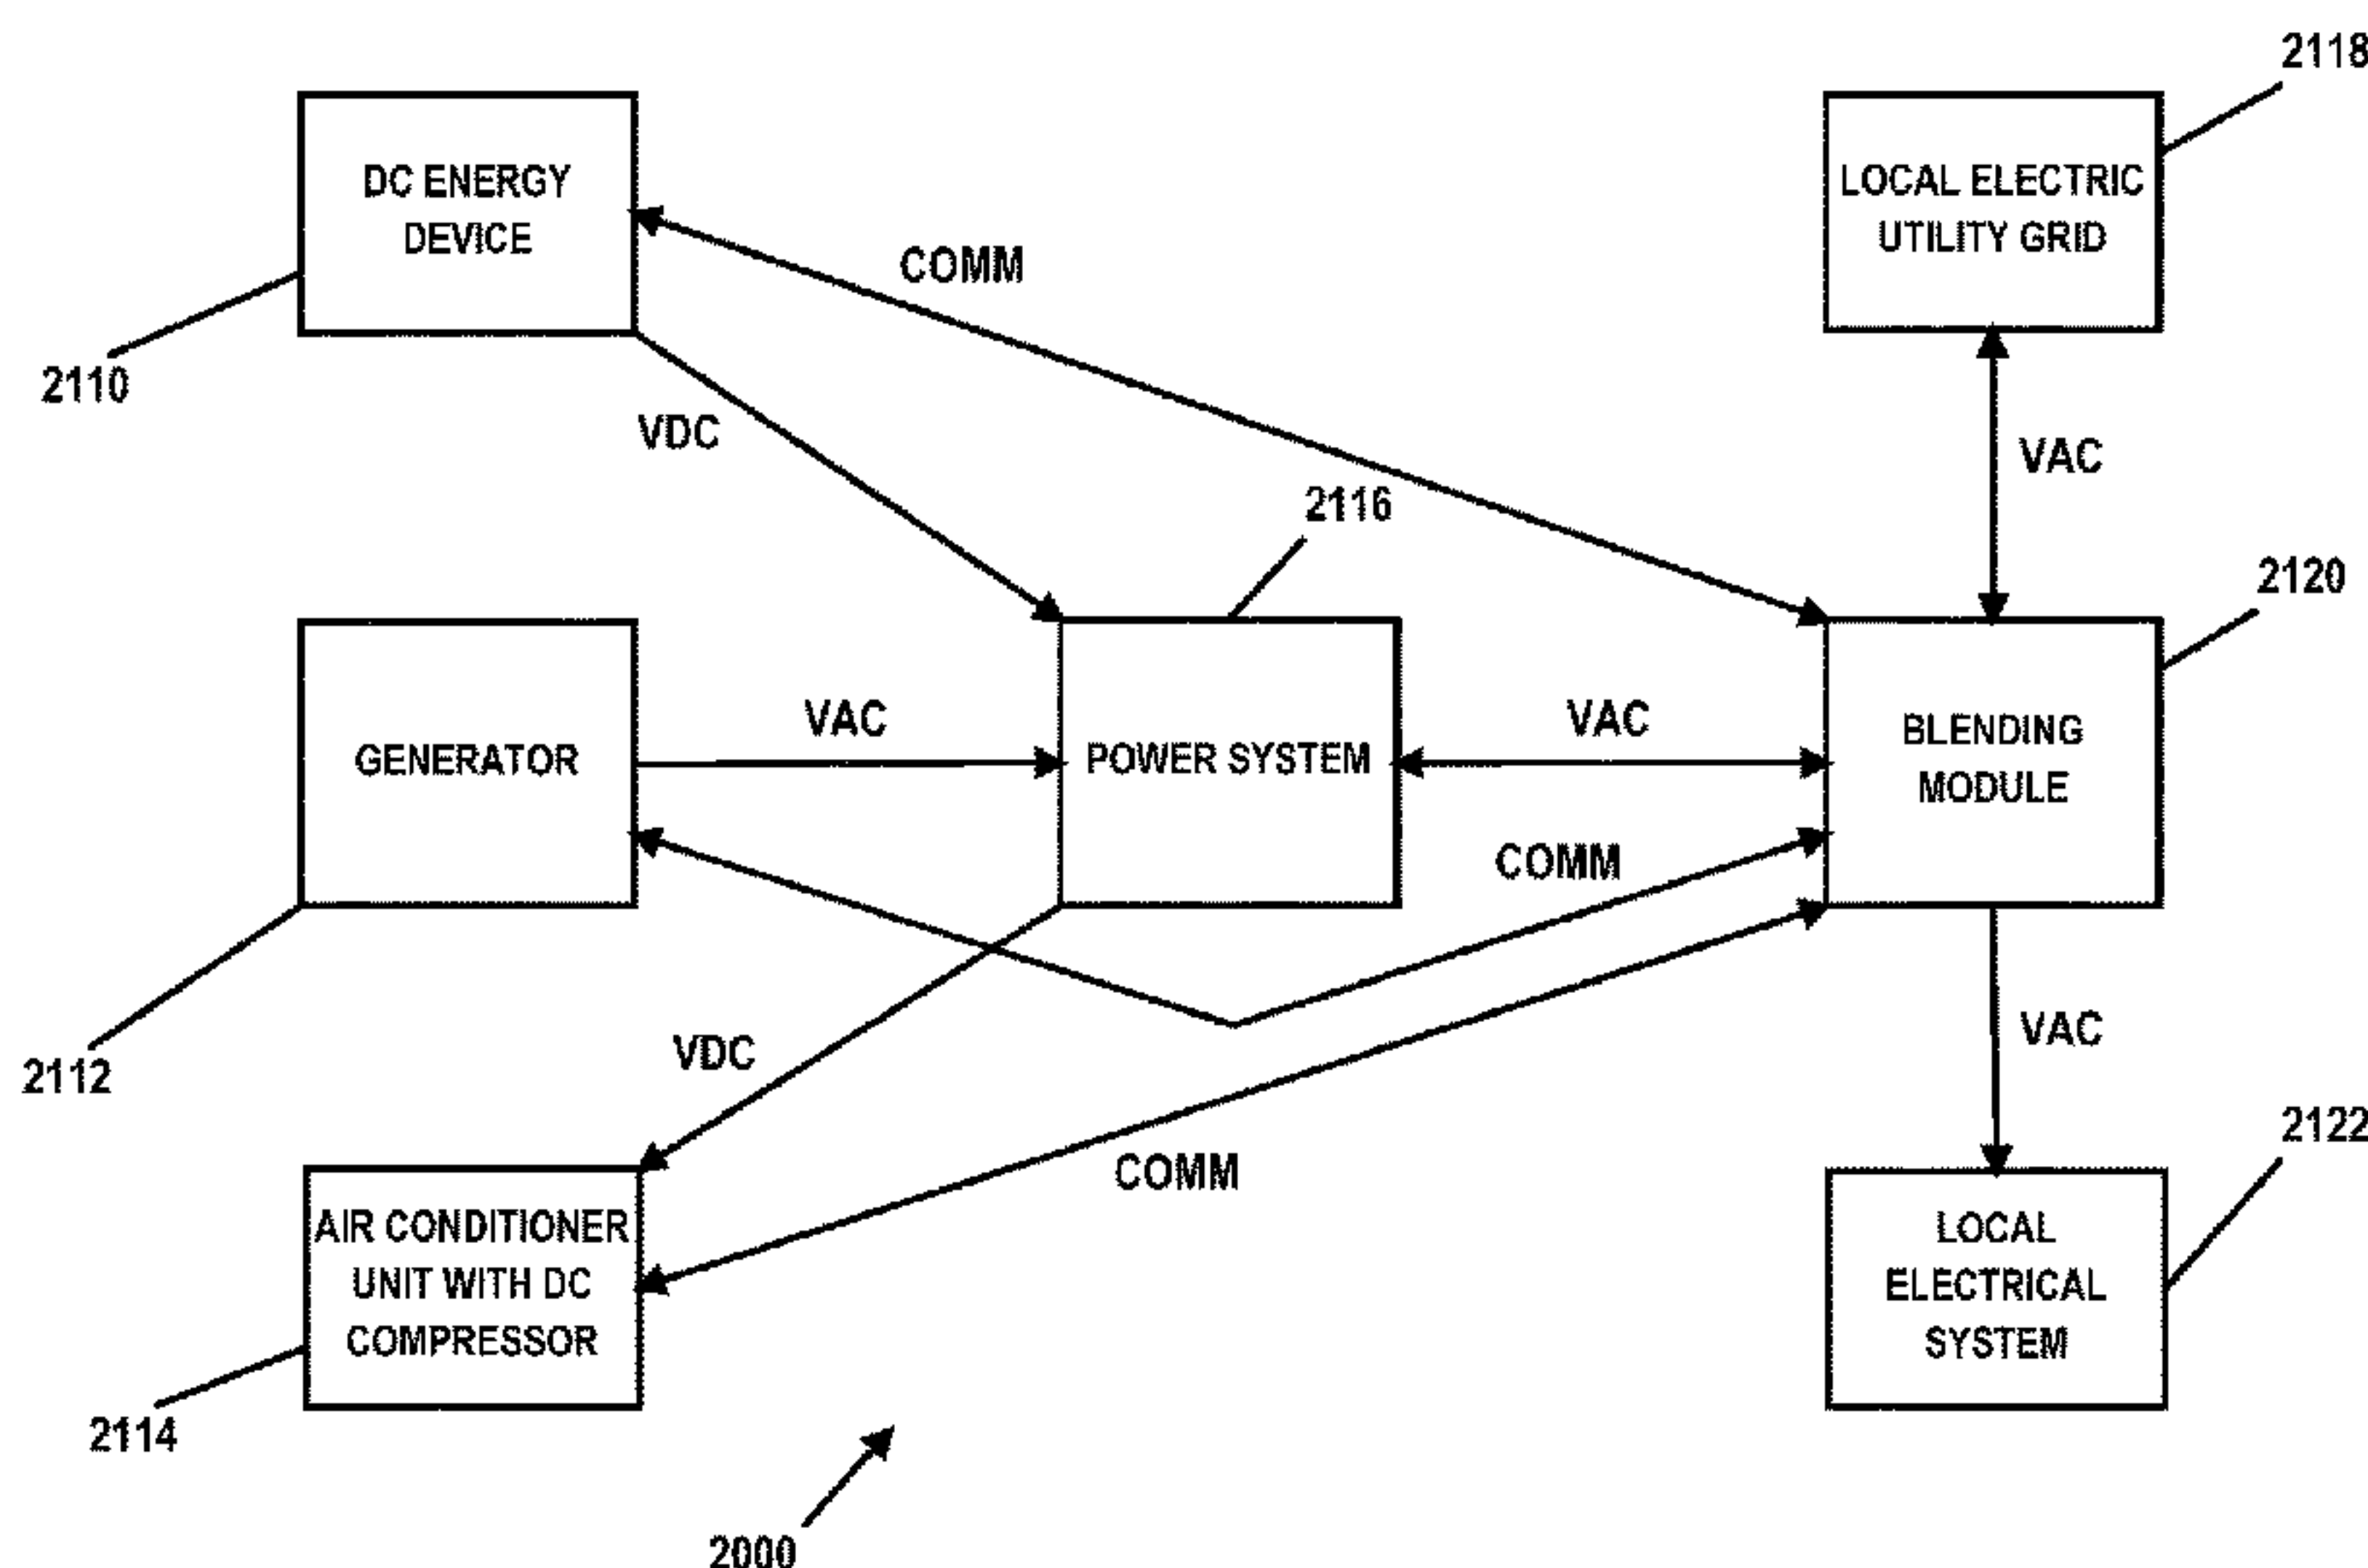 2118
DC ENERGY
DEVICE
LOCAL ELECTRIC
UTILITY GRID
COMM
2110
VDC
VAC
2116
2120
GENERATOR
VAC
POWER SYSTEM
VAC
BLENDING
MODULE
COMM
2112
VDC
VAC
2122
COMM
AIR CONDITIONER
UNIT WITH DC
COMPRESSOR
LOCAL
ELECTRICAL
SYSTEM
2114
2000